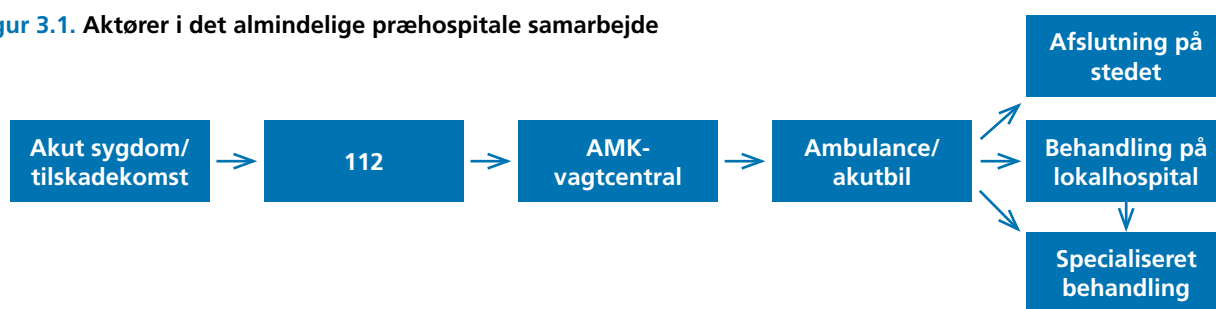 gur 3.1. Aktører i det almindelige præhospitale samarbejde
Akut sygdom/
tilskadekomst
112
AMK-
vagtcentral
Ambulance/
akutbil
Afslutning på
stedet
Behandling på
lokalhospital
Specialiseret
behandling